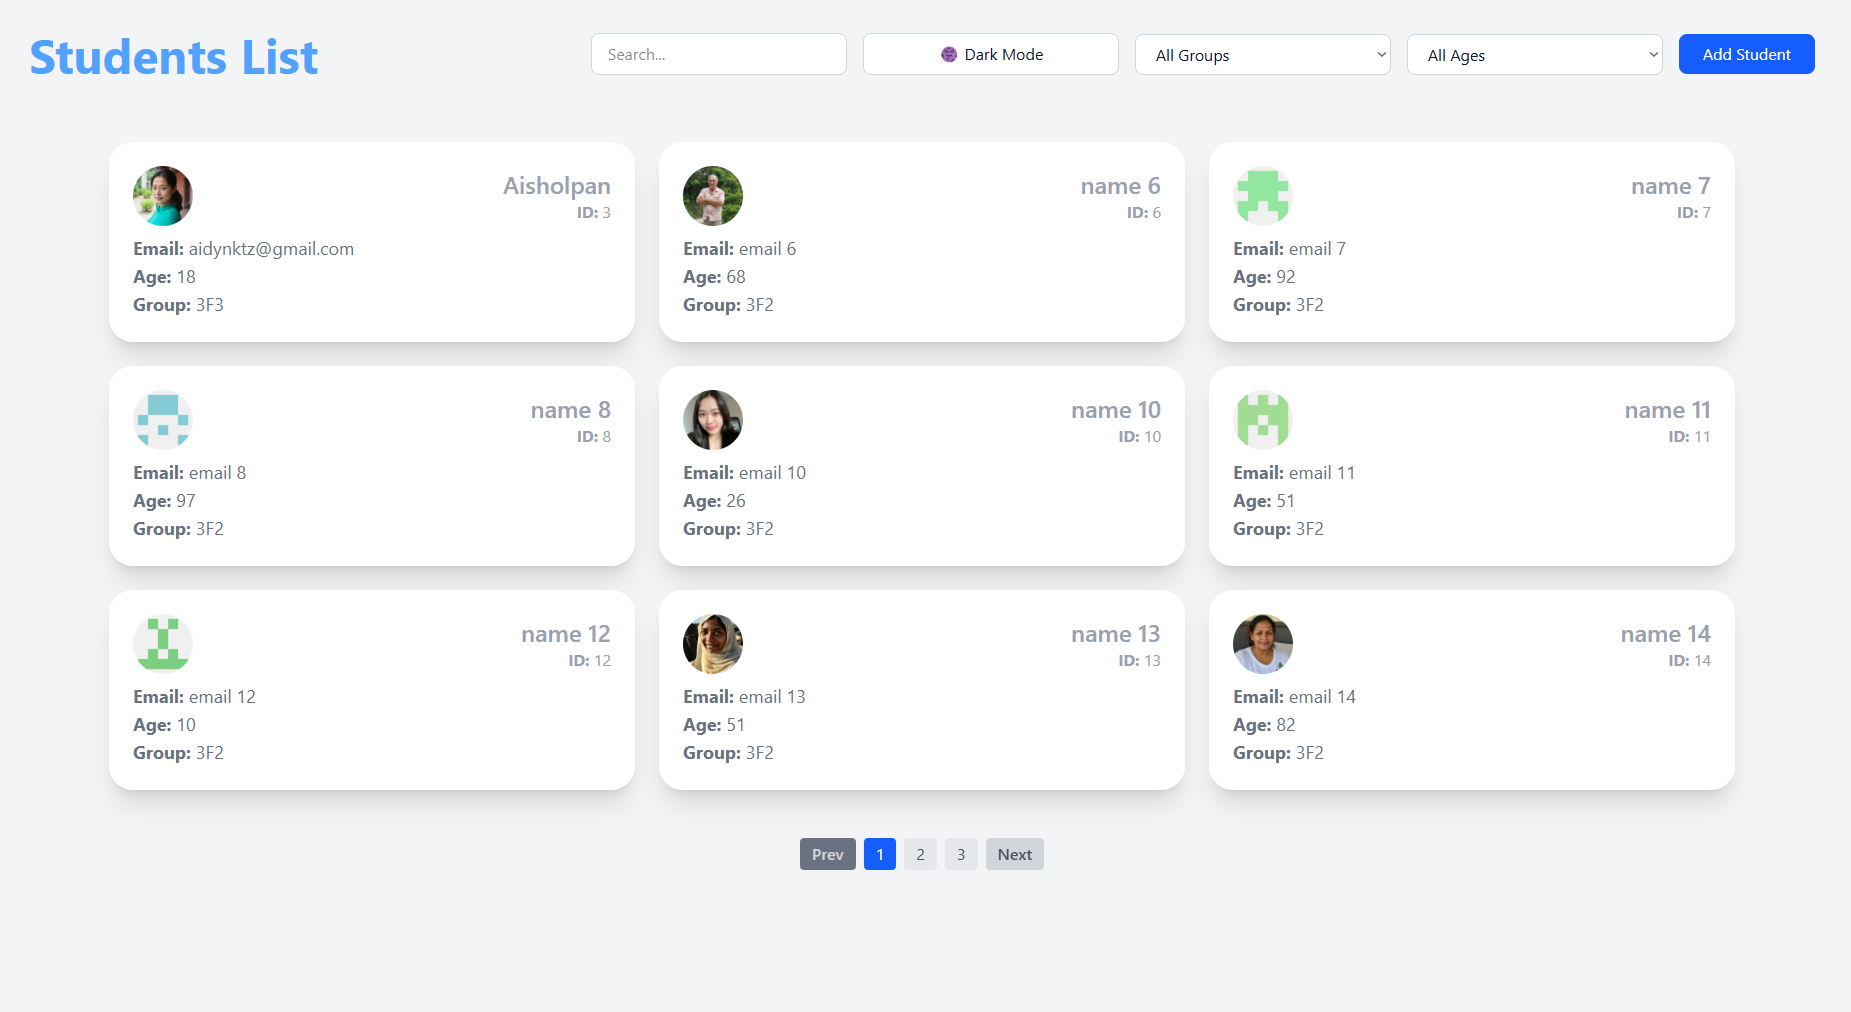 Students List
Search...
Dark Mode
All Groups
All Ages
Add Student
Aisholpan
ID: 3
Email: aidynktz@gmail.com
Age: 18
Group: 3F3
name 6
ID: 6
Email: email 6
Age: 68
Group: 3F2
name 7
ID: 7
Email: email 7
Age: 92
Group: 3F2
name 8
ID: 8
Email: email 8
Age: 97
Group: 3F2
name 10
ID: 10
Email: email 10
Age: 26
Group: 3F2
name 11
ID: 11
Email: email 11
Age: 51
Group: 3F2
name 12
ID: 12
Email: email 12
Age: 10
Group: 3F2
name 13
ID: 13
Email: email 13
Age: 51
Group: 3F2
name 14
ID: 14
Email: email 14
Age: 82
Group: 3F2
Prev 1 2 3 Next